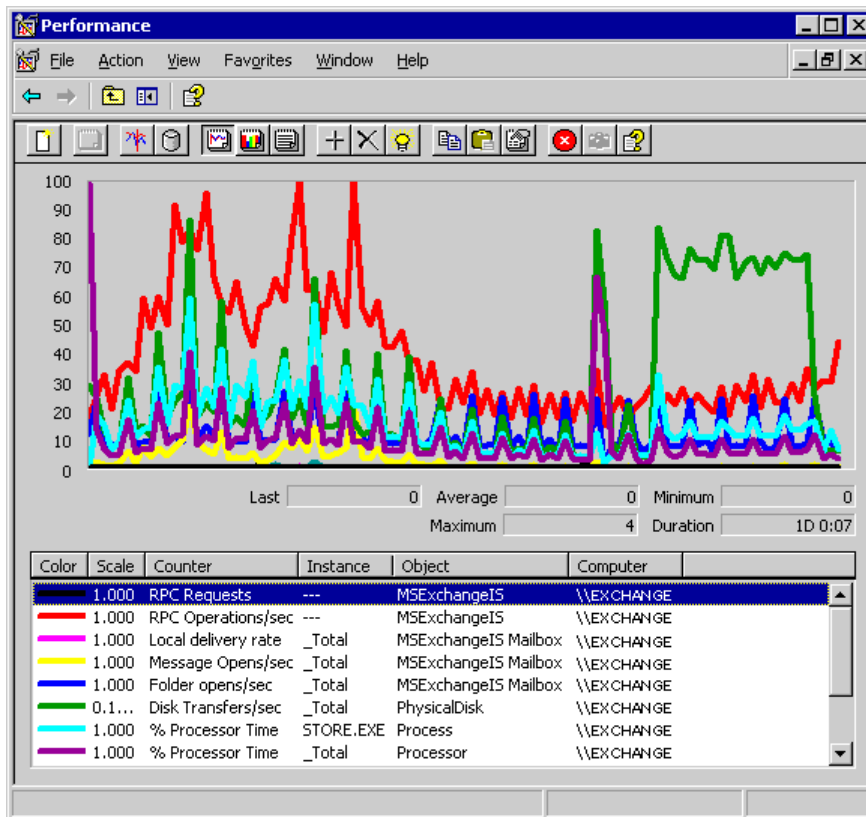 Performance
File Action View Favorites Window Help
100
90
80
70
60
50
40
30
20
10
0
Last 0 Average 0 Minimum 0
Maximum 4 Duration 1D 0:07
Color Scale Counter Instance Object Computer
1.000 RPC Requests --- MSExchangeIS \\EXCHANGE
1.000 RPC Operations/sec --- MSExchangeIS \\EXCHANGE
1.000 Local delivery rate _Total MSExchangeIS Mailbox \\EXCHANGE
1.000 Message Opens/sec _Total MSExchangeIS Mailbox \\EXCHANGE
1.000 Folder opens/sec _Total MSExchangeIS Mailbox \\EXCHANGE
0.1... Disk Transfers/sec _Total PhysicalDisk \\EXCHANGE
1.000 % Processor Time STORE.EXE Process \\EXCHANGE
1.000 % Processor Time _Total Processor \\EXCHANGE